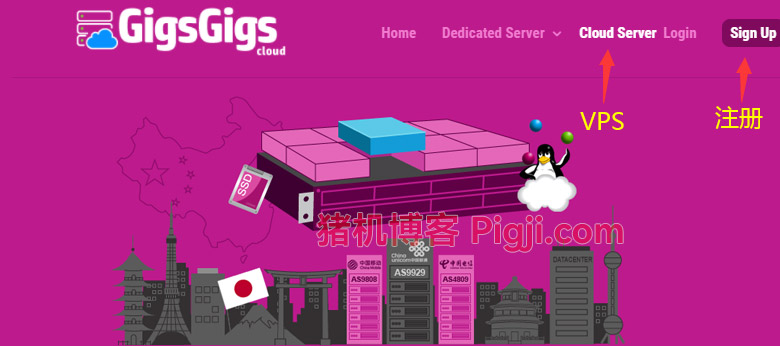 GigsGigs
cloud
Home Dedicated Server Cloud Server Login Sign Up
VPS
注册
SSD
猪机博客 Pigji.com
China
unicom中国联通
中国移动
China Mobile
中国电信
AS9808
AS9929
AS4809
DATACENTER